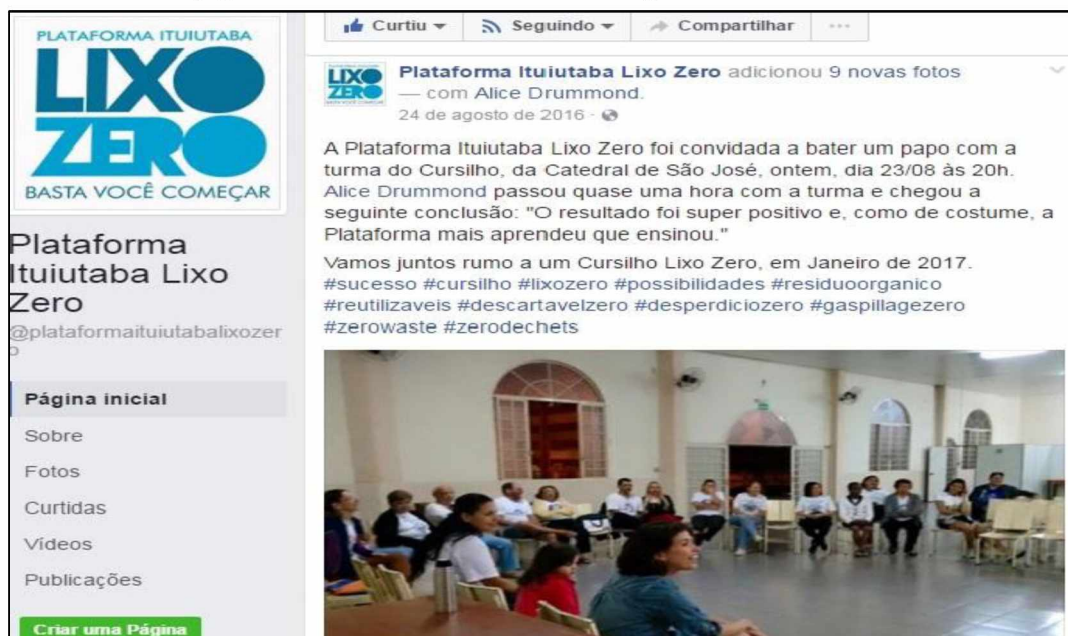 PLATAFORMA ITUIUTABA
LIXO
ZERO
BASTA VOCÊ COMEÇAR
Plataforma
Ituiutaba Lixo
Zero
@plataformaituiutabalixozer
o
Página inicial
Sobre
Fotos
Curtidas
Vídeos
Publicações
Criar uma Página
Curtiu
Seguindo
Compartilhar
LIXO
ZERO
Plataforma Ituiutaba Lixo Zero adicionou 9 novas fotos
— com Alice Drummond.
24 de agosto de 2016 ·
A Plataforma Ituiutaba Lixo Zero foi convidada a bater um papo com a
turma do Cursilho, da Catedral de São José, ontem, dia 23/08 às 20h.
Alice Drummond passou quase uma hora com a turma e chegou a
seguinte conclusão: "O resultado foi super positivo e, como de costume, a
Plataforma mais aprendeu que ensinou."
Vamos juntos rumo a um Cursilho Lixo Zero, em Janeiro de 2017.
#sucesso #cursilho #lixozero #possibilidades #residuoorganico
#reutilizaveis #descartavelzero #desperdiciozero #gaspillagezero
#zerowaste #zerodechets